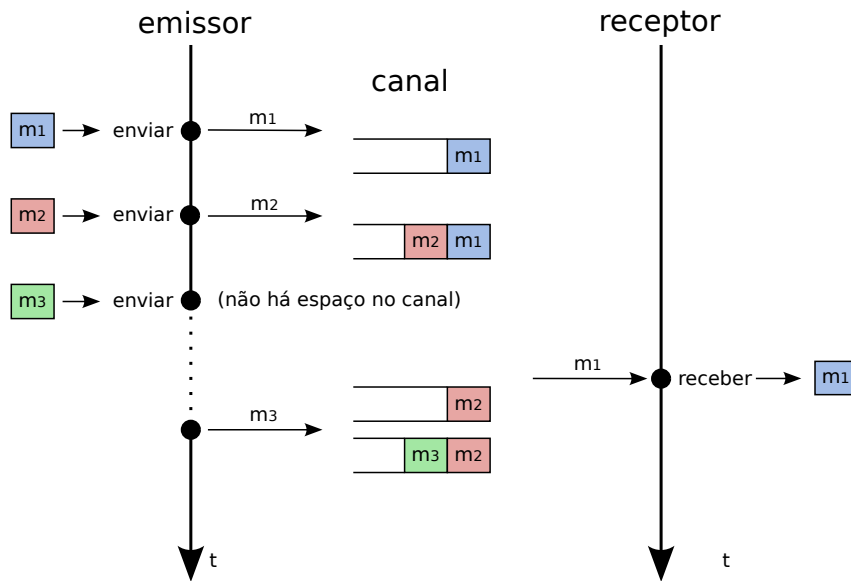 emissor
receptor
canal
m1
enviar
m1
m1
m2
enviar
m2
m2 m1
m3
enviar
(não há espaço no canal)
m1
receber
m1
m2
m3
m3 m2
t
t